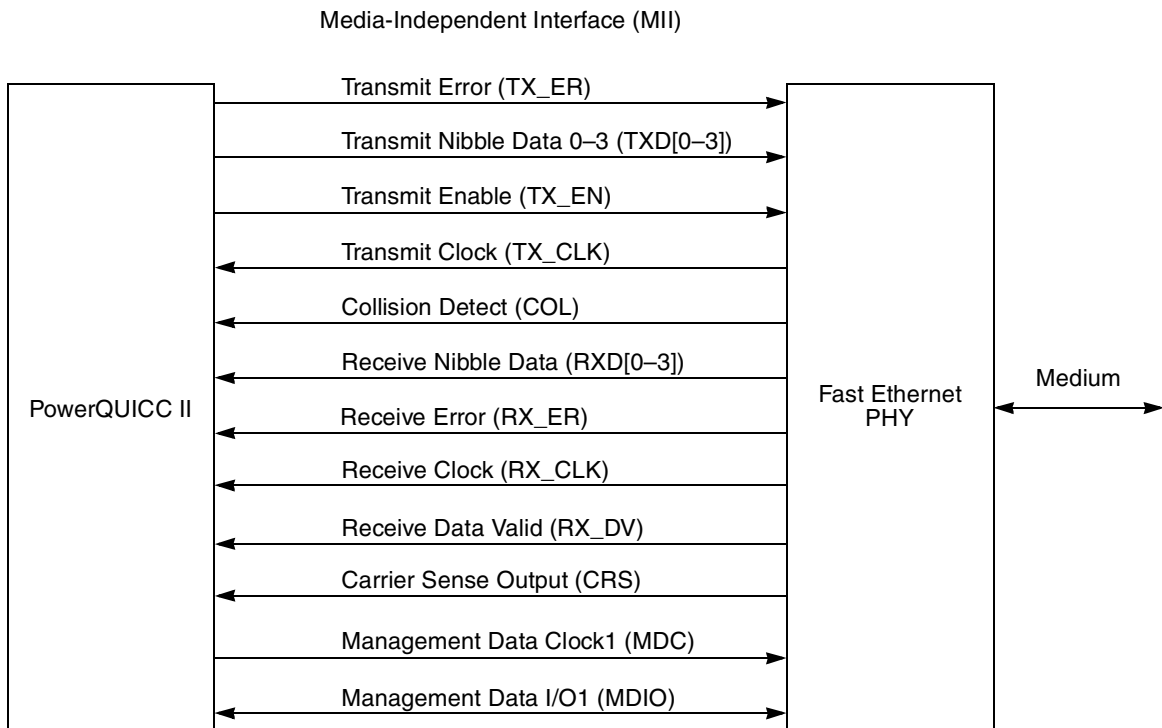 Media-Independent Interface (MII)
Transmit Error (TX_ER)
Transmit Nibble Data 0–3 (TXD[0–3])
Transmit Enable (TX_EN)
Transmit Clock (TX_CLK)
Collision Detect (COL)
Receive Nibble Data (RXD[0–3])
PowerQUICC II
Receive Error (RX_ER)
Receive Clock (RX_CLK)
Receive Data Valid (RX_DV)
Carrier Sense Output (CRS)
Management Data Clock1 (MDC)
Management Data I/O1 (MDIO)
Fast Ethernet
PHY
Medium